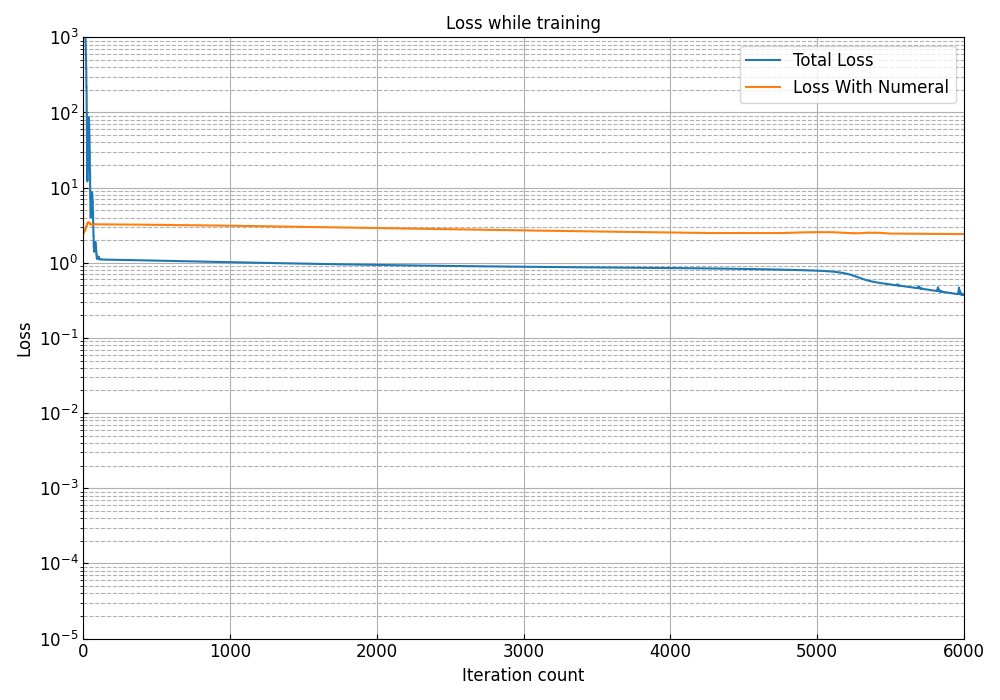 Loss while training
Total Loss
Loss With Numeral
Loss
10³
10²
10¹
10⁰
10⁻¹
10⁻²
10⁻³
10⁻⁴
10⁻⁵
0 1000 2000 3000 4000 5000 6000
Iteration count